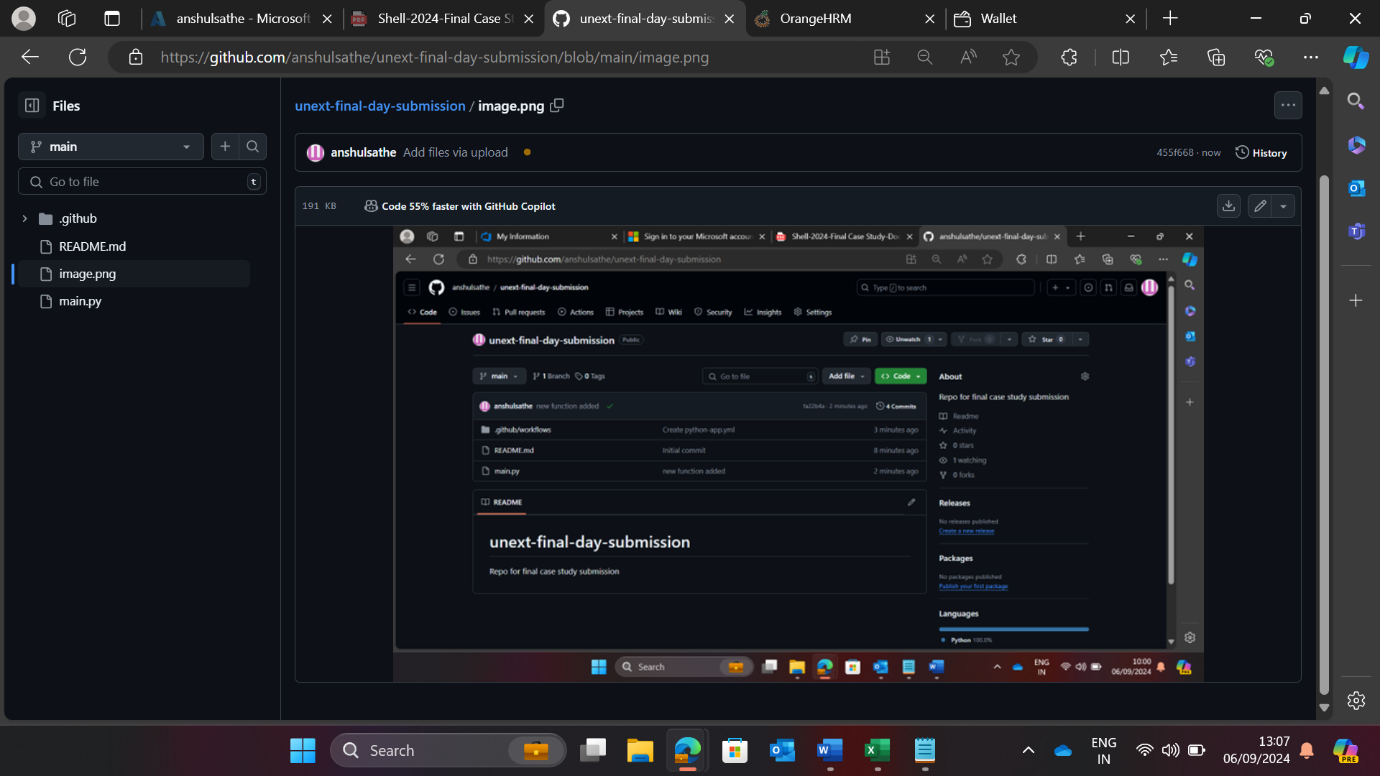 anshulsathe - Microsoft
Shell-2024-Final Case St
unext-final-day-submiss
OrangeHRM
Wallet
https://github.com/anshulsathe/unext-final-day-submission/blob/main/image.png
Files
main
Go to file
t
.github
README.md
image.png
main.py
unext-final-day-submission / image.png
anshulsathe Add files via upload
455f668 · now
History
191 KB
Code 55% faster with GitHub Copilot
My Information
Sign in to your Microsoft accou
Shell-2024-Final Case Study-Do
anshulsathe/unext-final-day-sub
https://github.com/anshulsathe/unext-final-day-submission
anshulsathe / unext-final-day-submission
Type / to search
Code Issues Pull requests Actions Projects Wiki Security Insights Settings
unext-final-day-submission Public
Pin Unwatch 1 Star 0
main 1 Branch 0 Tags
Go to file
Add file
Code
anshulsathe new function added
2 minutes ago 4 Commits
.github/workflows Create python-app.yml 3 minutes ago
README.md Initial commit 8 minutes ago
main.py new function added 2 minutes ago
README
unext-final-day-submission
Repo for final case study submission
About
Repo for final case study submission
Readme
Activity
0 stars
1 watching
0 forks
Releases
No releases published
Create a new release
Packages
No packages published
Publish your first package
Languages
Python 100.0%
Search
ENG
IN
10:00
06/09/2024
Search
ENG
IN
13:07
06/09/2024
PRE